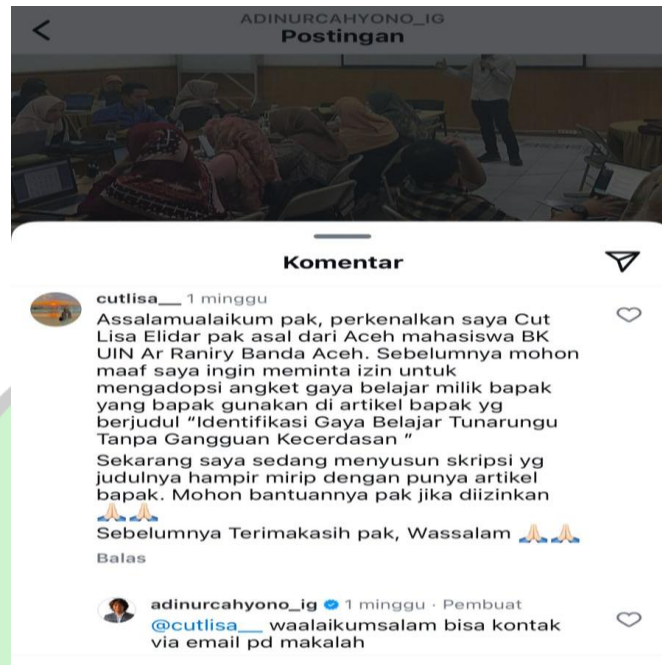 ADINURCAHYONO_IG
Postingan
Komentar
cutlisa__ 1 minggu
Assalamualaikum pak, perkenalkan saya Cut
Lisa Elidar pak asal dari Aceh mahasiswa BK
UIN Ar Raniry Banda Aceh. Sebelumnya mohon
maaf saya ingin meminta izin untuk
mengadopsi angket gaya belajar milik bapak
yang bapak gunakan di artikel bapak yg
berjudul “Identifikasi Gaya Belajar Tunarungu
Tanpa Gangguan Kecerdasan ”
Sekarang saya sedang menyusun skripsi yg
judulnya hampir mirip dengan punya artikel
bapak. Mohon bantuannya pak jika diizinkan
🙏🏻🙏🏻
Sebelumnya Terimakasih pak, Wassalam 🙏🏻🙏🏻
Balas
adinurcahyono_ig 1 minggu · Pembuat
@cutlisa__ waalaikumsalam bisa kontak
via email pd makalah